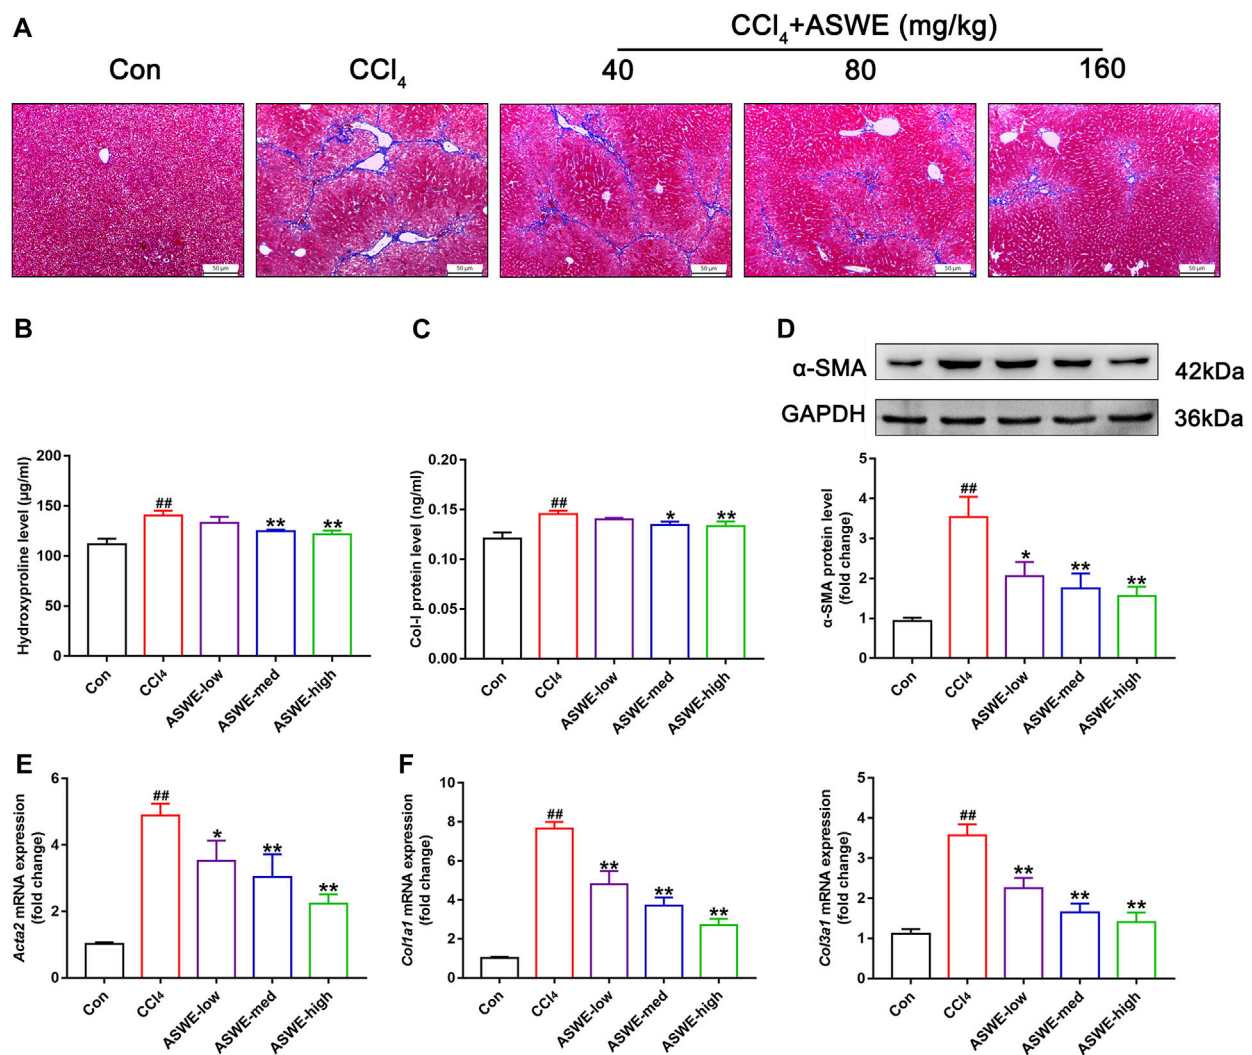 A
CCl4+ASWE (mg/kg)
Con
CCl4
40
80
160
50 μm
50 μm
50 μm
50 μm
50 μm
B
C
D
α-SMA
42kDa
GAPDH
36kDa
Hydroxyproline level (μg/ml)
200
150
100
50
0
##
**
**
Con
CCl4
ASWE-low
ASWE-med
ASWE-high
Col-I protein level (ng/ml)
0.20
0.15
0.10
0.05
0.00
##
*
**
Con
CCl4
ASWE-low
ASWE-med
ASWE-high
α-SMA protein level
(fold change)
5
4
3
2
1
0
##
*
**
**
Con
CCl4
ASWE-low
ASWE-med
ASWE-high
E
Acta2 mRNA expression
(fold change)
6
4
2
0
##
*
**
**
Con
CCl4
ASWE-low
ASWE-med
ASWE-high
F
Col1a1 mRNA expression
(fold change)
10
8
6
4
2
0
##
**
**
**
Con
CCl4
ASWE-low
ASWE-med
ASWE-high
Col3a1 mRNA expression
(fold change)
5
4
3
2
1
0
##
**
**
**
Con
CCl4
ASWE-low
ASWE-med
ASWE-high